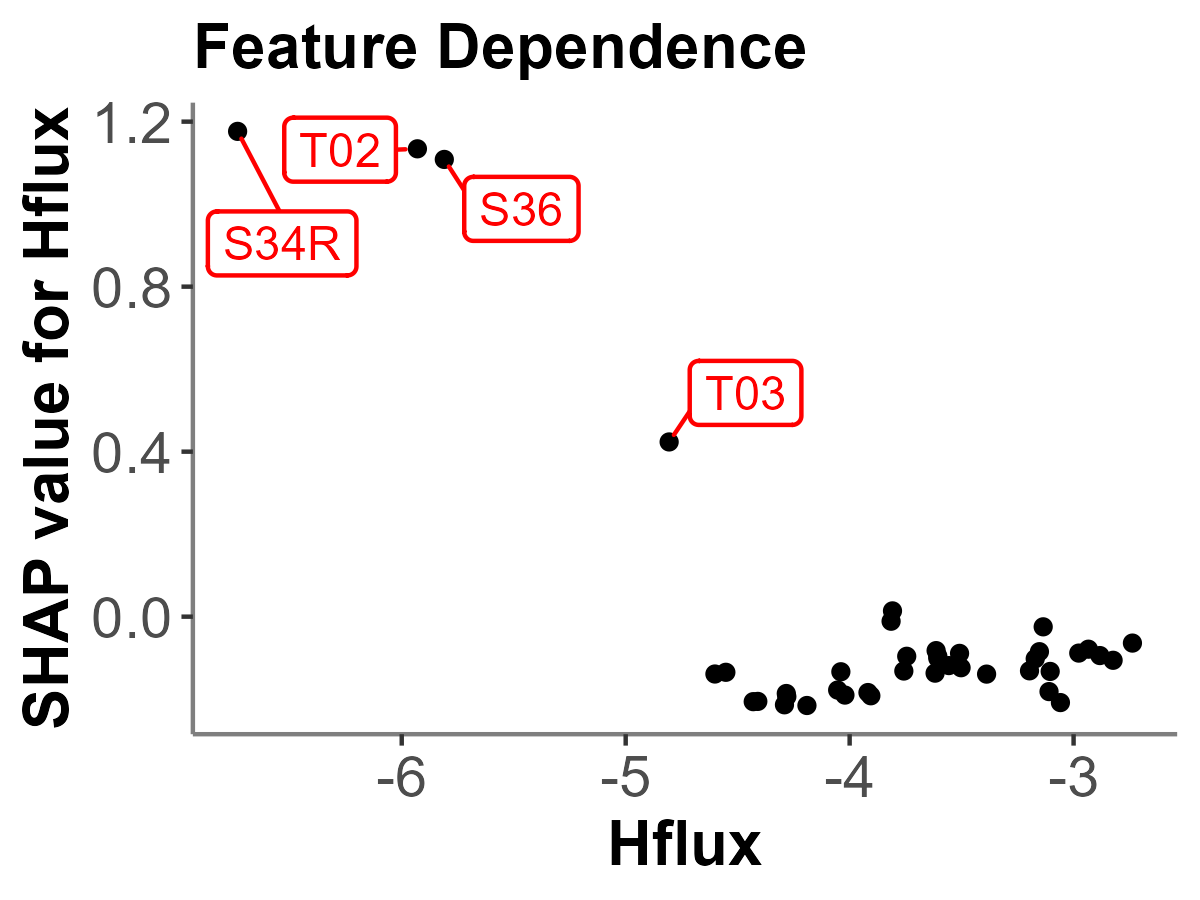 Feature Dependence
SHAP value for Hflux
1.2
0.8
0.4
0.0
T02
S36
S34R
T03
-6
-5
-4
-3
Hflux